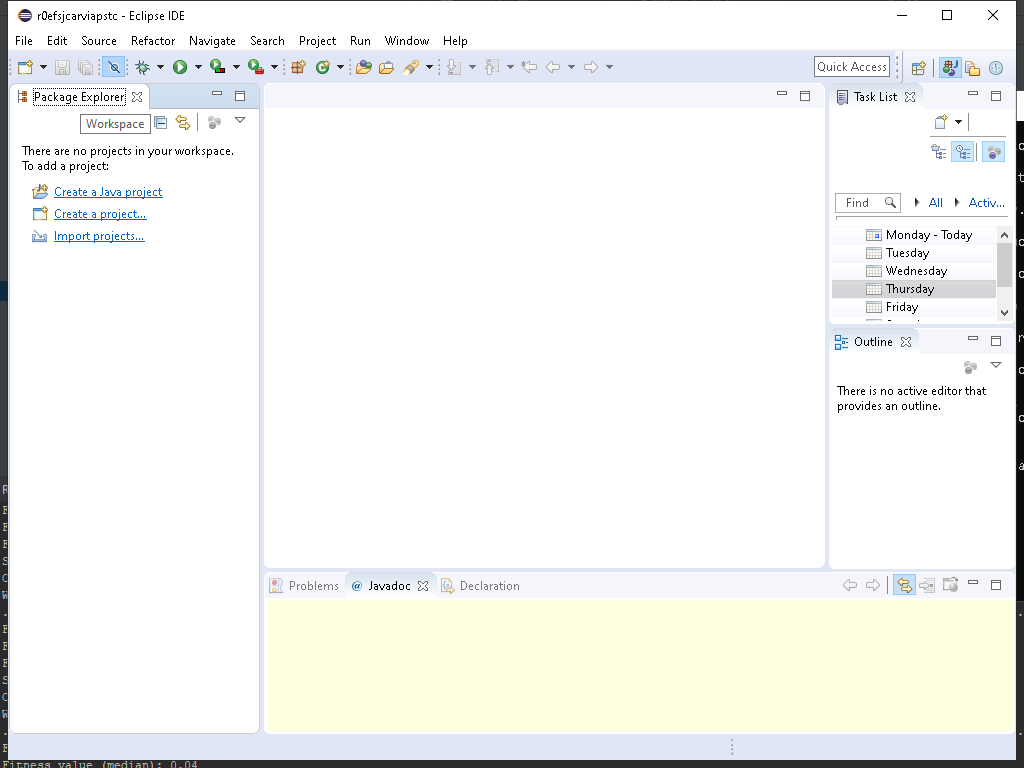 r0efsjcarviapstc - Eclipse IDE
File Edit Source Refactor Navigate Search Project Run Window Help
Quick Access
Package Explorer
Workspace
There are no projects in your workspace.
To add a project:
Create a Java project
Create a project...
Import projects...
Task List
Find All Activ...
Monday - Today
Tuesday
Wednesday
Thursday
Friday
Outline
There is no active editor that
provides an outline.
Problems @ Javadoc Declaration
Fitness value (median): 0.04